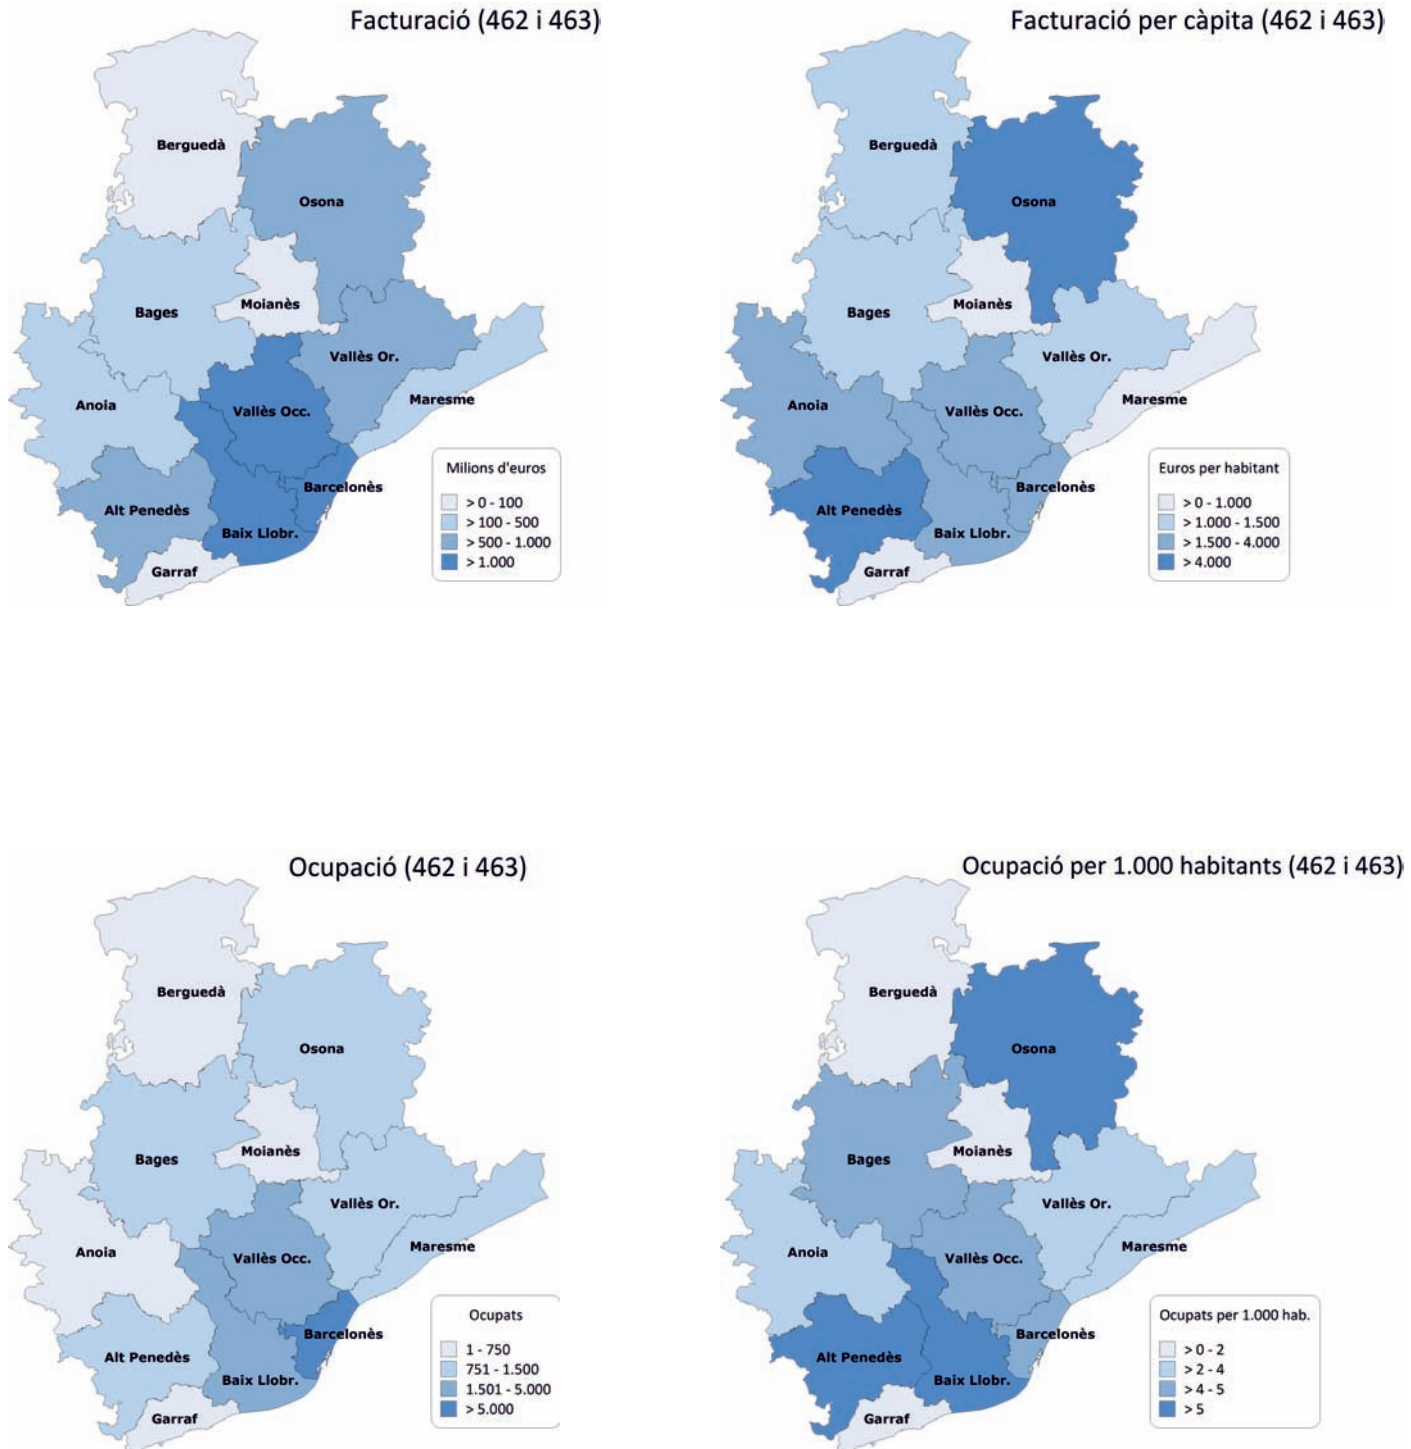 Facturació (462 i 463)
Berguedà
Osona
Moianès
Bages
Vallès Or.
Maresme
Anoia
Vallès Occ.
Barcelonès
Alt Penedès
Baix Llobr.
Garraf
Milions d'euros
> 0 - 100
> 100 - 500
> 500 - 1.000
> 1.000
Facturació per càpita (462 i 463)
Berguedà
Osona
Moianès
Bages
Vallès Or.
Maresme
Anoia
Vallès Occ.
Barcelonès
Alt Penedès
Baix Llobr.
Garraf
Euros per habitant
> 0 - 1.000
> 1.000 - 1.500
> 1.500 - 4.000
> 4.000
Ocupació (462 i 463)
Berguedà
Osona
Moianès
Bages
Vallès Or.
Maresme
Anoia
Vallès Occ.
Barcelonès
Alt Penedès
Baix Llobr.
Garraf
Ocupats
1 - 750
751 - 1.500
1.501 - 5.000
> 5.000
Ocupació per 1.000 habitants (462 i 463)
Berguedà
Osona
Moianès
Bages
Vallès Or.
Maresme
Anoia
Vallès Occ.
Barcelonès
Alt Penedès
Baix Llobr.
Garraf
Ocupats per 1.000 hab.
> 0 - 2
> 2 - 4
> 4 - 5
> 5